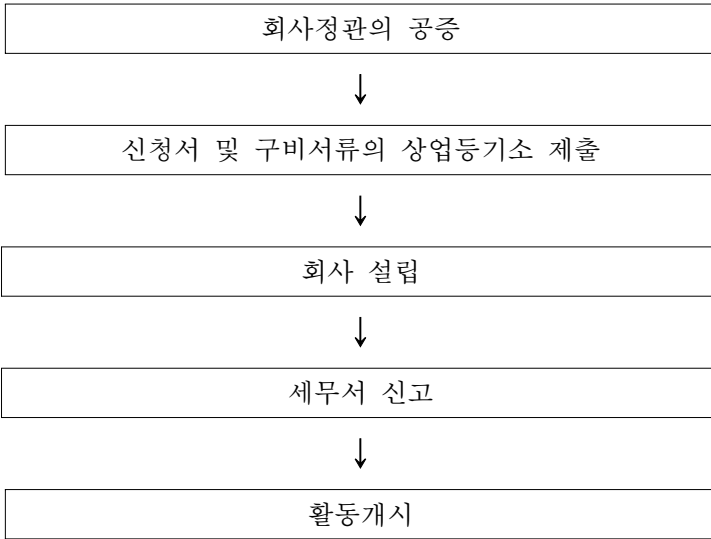 회사정관의 공증
↓
신청서 및 구비서류의 상업등기소 제출
↓
회사 설립
↓
세무서 신고
↓
활동개시